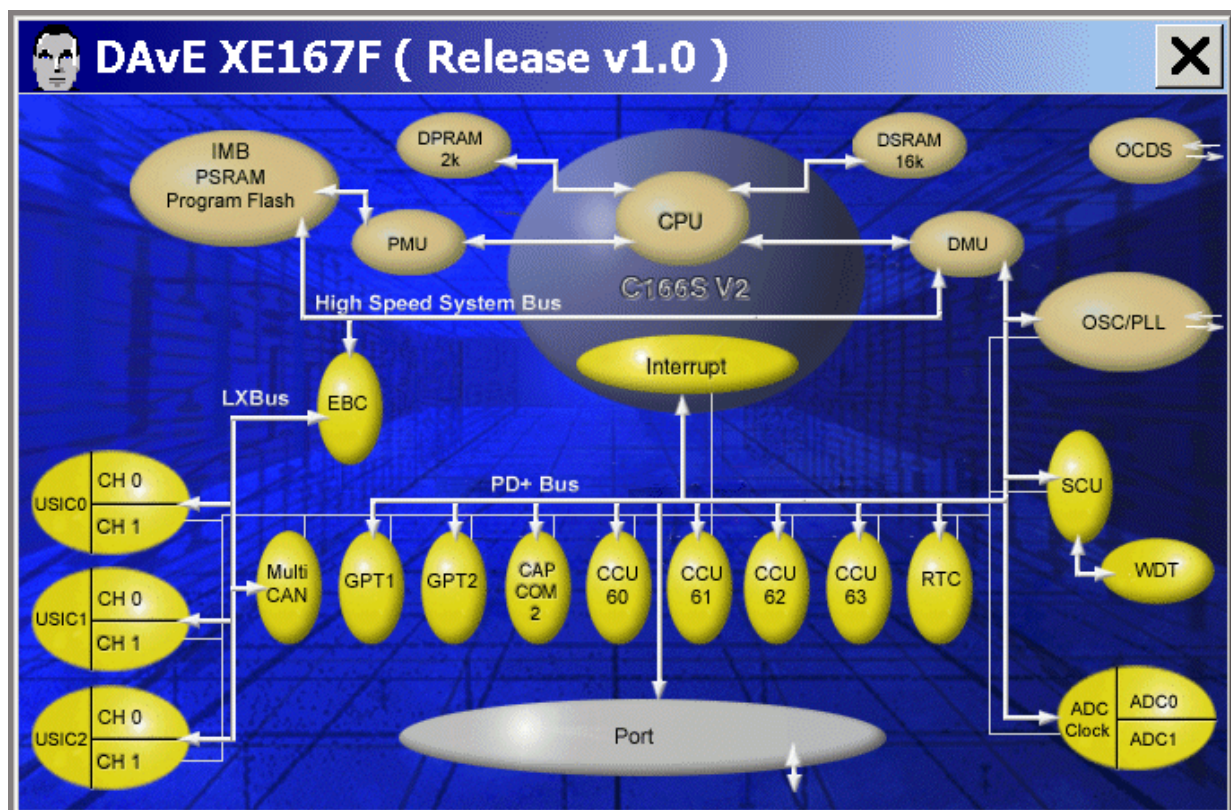 DAvE XE167F ( Release v1.0 )
IMB
PSRAM
Program Flash
DPRAM
2k
DSRAM
16k
OCDS
CPU
PMU
DMU
C166S V2
High Speed System Bus
OSC/PLL
Interrupt
LXBus
EBC
PD+ Bus
SCU
USIC0
CH 0
CH 1
Multi
CAN
GPT1
GPT2
CAP
COM
2
CCU
60
CCU
61
CCU
62
CCU
63
RTC
WDT
USIC1
CH 0
CH 1
USIC2
CH 0
CH 1
Port
ADC
Clock
ADC0
ADC1